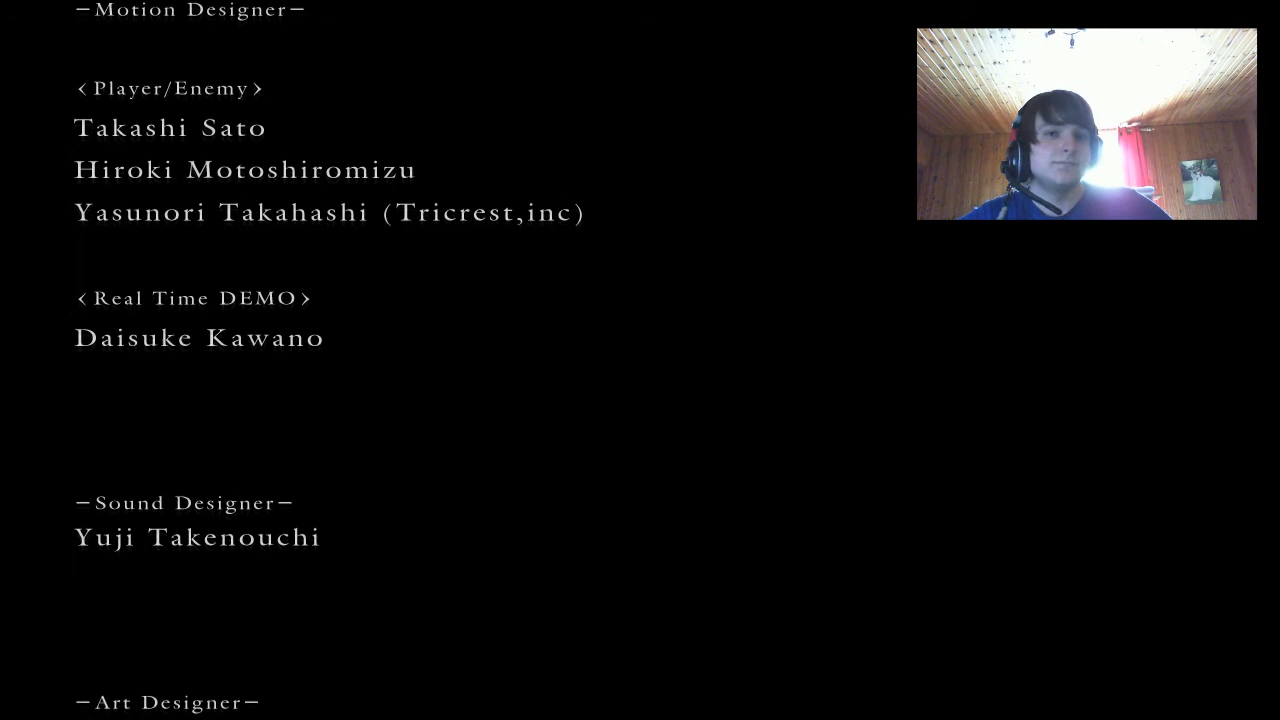 −Motion Designer−
<Player/Enemy>
Takashi Sato
Hiroki Motoshiromizu
Yasunori Takahashi (Tricrest,inc)
<Real Time DEMO>
Daisuke Kawano
−Sound Designer−
Yuji Takenouchi
−Art Designer−